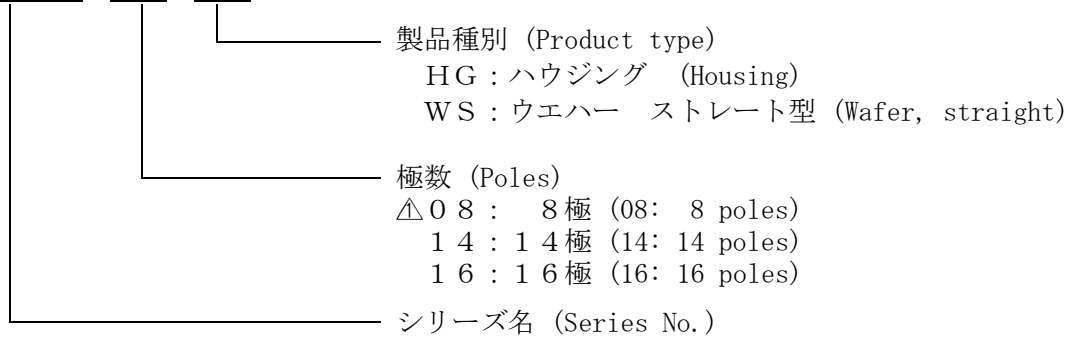 製品種別 (Product type)
HG:ハウジング (Housing)
WS:ウエハー ストレート型 (Wafer, straight)
極数 (Poles)
⚠1 08: 8極 (08: 8 poles)
14:14極 (14: 14 poles)
16:16極 (16: 16 poles)
シリーズ名 (Series No.)